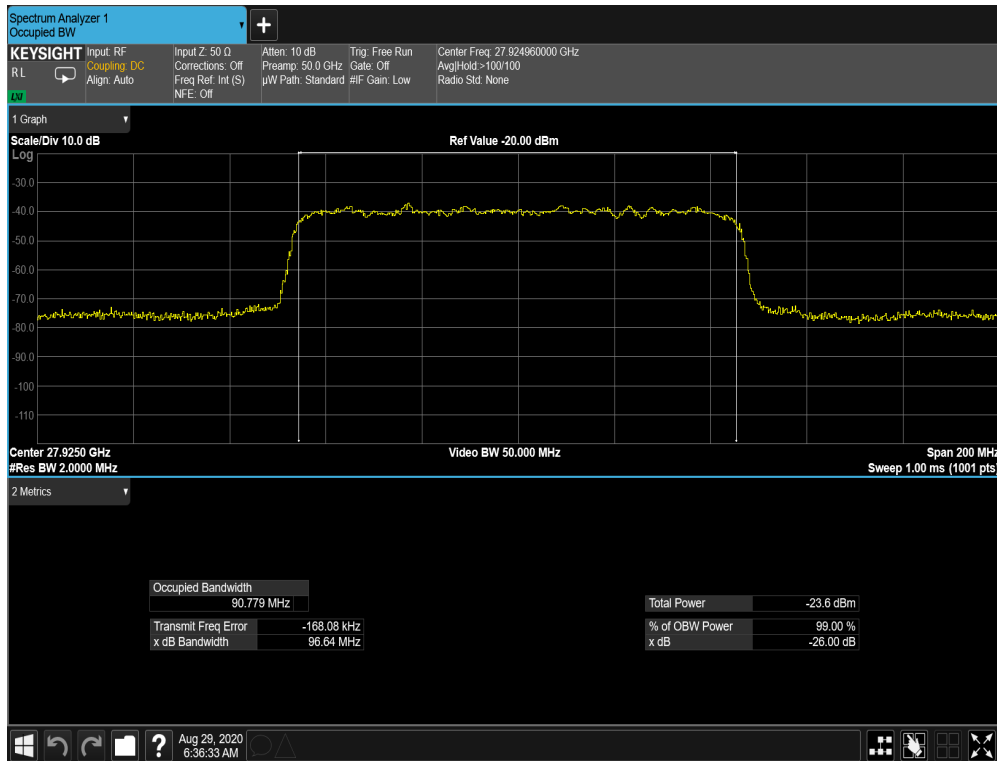 Spectrum Analyzer 1
Occupied BW
+
KEYSIGHT
RL
LXI
Input: RF
Coupling: DC
Align: Auto
Input Z: 50 Ω
Corrections: Off
Freq Ref: Int (S)
NFE: Off
Atten: 10 dB
Preamp: 50.0 GHz
µW Path: Standard
Trig: Free Run
Gate: Off
#IF Gain: Low
Center Freq: 27.924960000 GHz
Avg|Hold:>100/100
Radio Std: None
1 Graph
Scale/Div 10.0 dB
Ref Value -20.00 dBm
Log
-30.0
-40.0
-50.0
-60.0
-70.0
-80.0
-90.0
-100
-110
Center 27.9250 GHz
Video BW 50.000 MHz
Span 200 MHz
#Res BW 2.0000 MHz
Sweep 1.00 ms (1001 pts)
2 Metrics
Occupied Bandwidth
90.779 MHz
Total Power -23.6 dBm
Transmit Freq Error -168.08 kHz
% of OBW Power 99.00 %
x dB Bandwidth 96.64 MHz
x dB -26.00 dB
?
Aug 29, 2020
6:36:33 AM